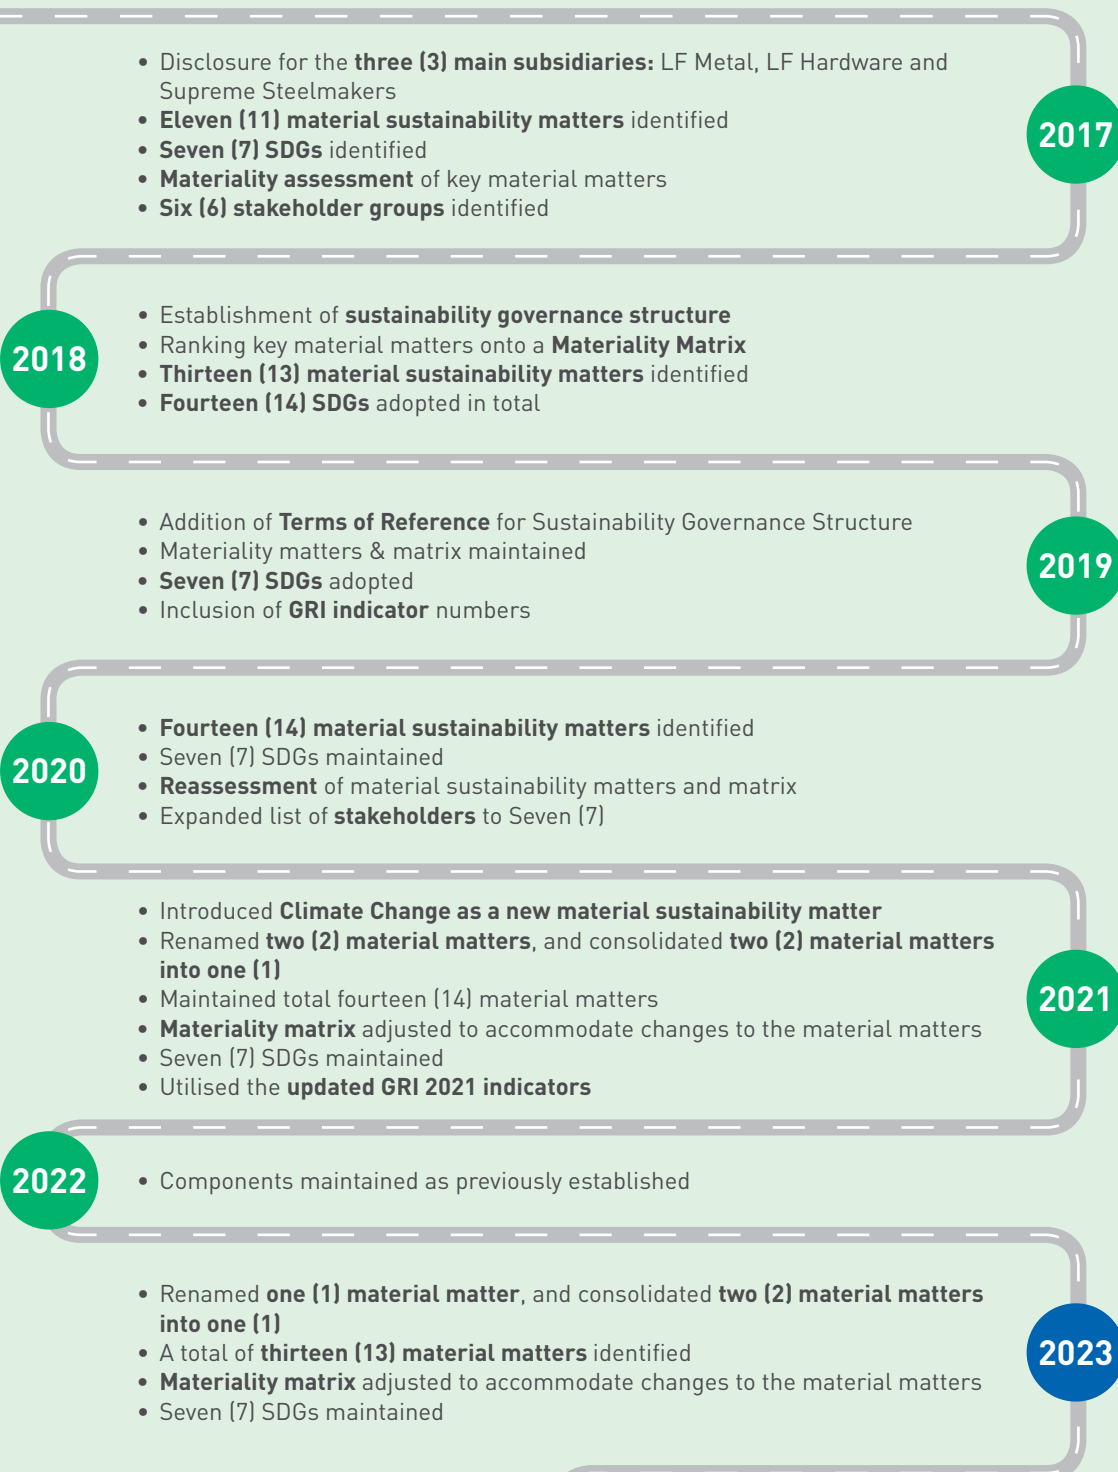 • Disclosure for the three (3) main subsidiaries: LF Metal, LF Hardware and
Supreme Steelmakers
• Eleven (11) material sustainability matters identified
• Seven (7) SDGs identified
• Materiality assessment of key material matters
• Six (6) stakeholder groups identified
2017
2018
• Establishment of sustainability governance structure
• Ranking key material matters onto a Materiality Matrix
• Thirteen (13) material sustainability matters identified
• Fourteen (14) SDGs adopted in total
• Addition of Terms of Reference for Sustainability Governance Structure
• Materiality matters & matrix maintained
• Seven (7) SDGs adopted
• Inclusion of GRI indicator numbers
2019
2020
• Fourteen (14) material sustainability matters identified
• Seven (7) SDGs maintained
• Reassessment of material sustainability matters and matrix
• Expanded list of stakeholders to Seven (7)
• Introduced Climate Change as a new material sustainability matter
• Renamed two (2) material matters, and consolidated two (2) material matters
into one (1)
• Maintained total fourteen (14) material matters
• Materiality matrix adjusted to accommodate changes to the material matters
• Seven (7) SDGs maintained
• Utilised the updated GRI 2021 indicators
2021
2022
• Components maintained as previously established
• Renamed one (1) material matter, and consolidated two (2) material matters
into one (1)
• A total of thirteen (13) material matters identified
• Materiality matrix adjusted to accommodate changes to the material matters
• Seven (7) SDGs maintained
2023